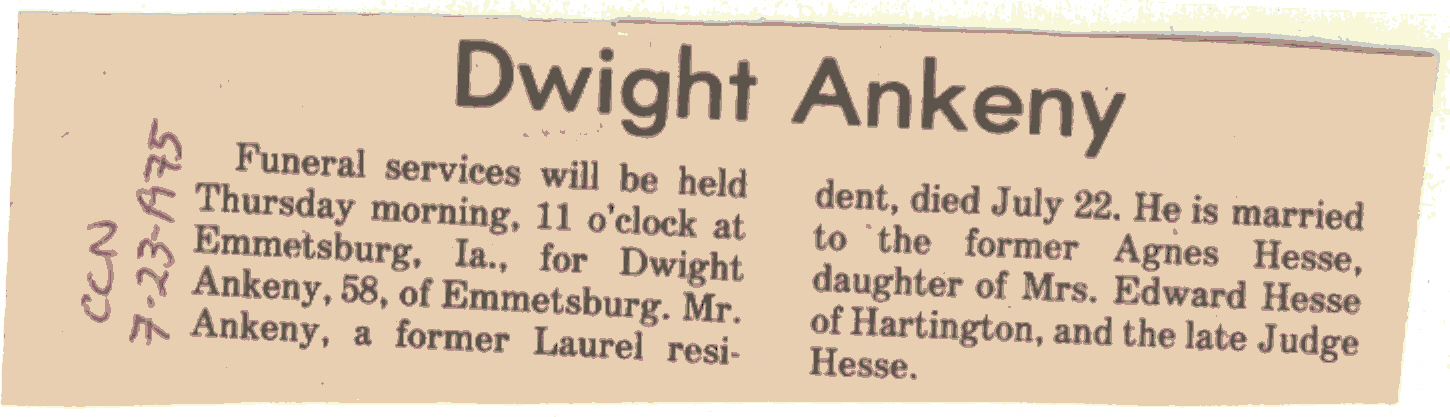 Dwight Ankeny
CCN
7-23-1975
Funeral services will be held
Thursday morning, 11 o'clock at
Emmetsburg, Ia., for Dwight
Ankeny, 58, of Emmetsburg. Mr.
Ankeny, a former Laurel resi-
dent, died July 22. He is married
to the former Agnes Hesse,
daughter of Mrs. Edward Hesse
of Hartington, and the late Judge
Hesse.